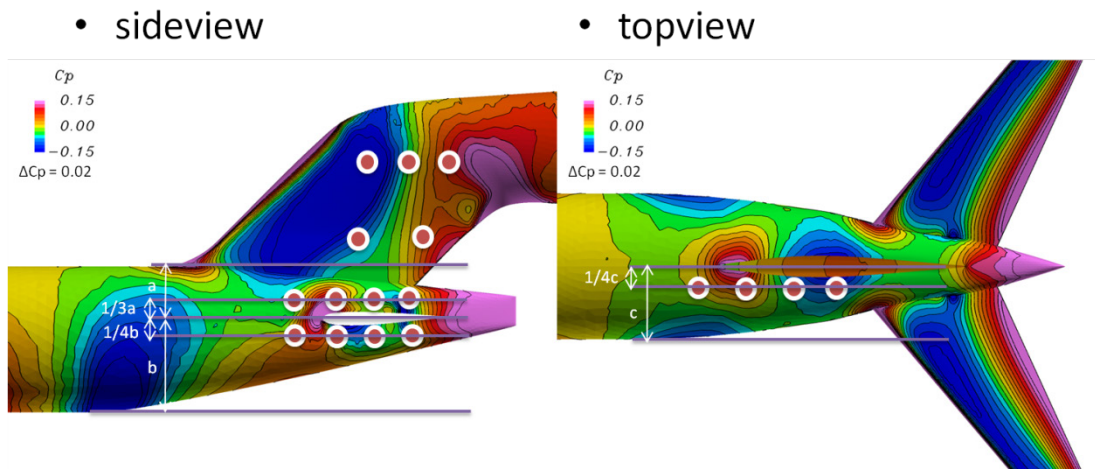 • sideview
• topview
Cp
0.15
0.00
-0.15
ΔCp = 0.02
a
1/3a
1/4b
b
Cp
0.15
0.00
-0.15
ΔCp = 0.02
1/4c
c